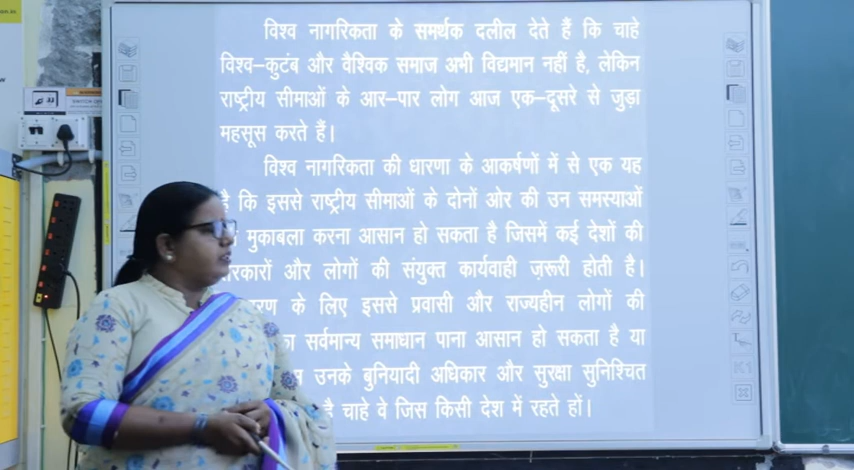 विश्व नागरिकता के समर्थक दलील देते हैं कि चाहे
विश्व–कुटंब और वैश्विक समाज अभी विद्यमान नहीं है, लेकिन
राष्ट्रीय सीमाओं के आर–पार लोग आज एक–दूसरे से जुड़ा
महसूस करते हैं।
विश्व नागरिकता की धारणा के आकर्षणों में से एक यह
है कि इससे राष्ट्रीय सीमाओं के दोनों ओर की उन समस्याओं
मुकाबला करना आसान हो सकता है जिसमें कई देशों की
और लोगों की संयुक्त कार्यवाही ज़रूरी होती है।
के लिए इससे प्रवासी और राज्यहीन लोगों की
सर्वमान्य समाधान पाना आसान हो सकता है या
उनके बुनियादी अधिकार और सुरक्षा सुनिश्चित
है चाहे वे जिस किसी देश में रहते हों।